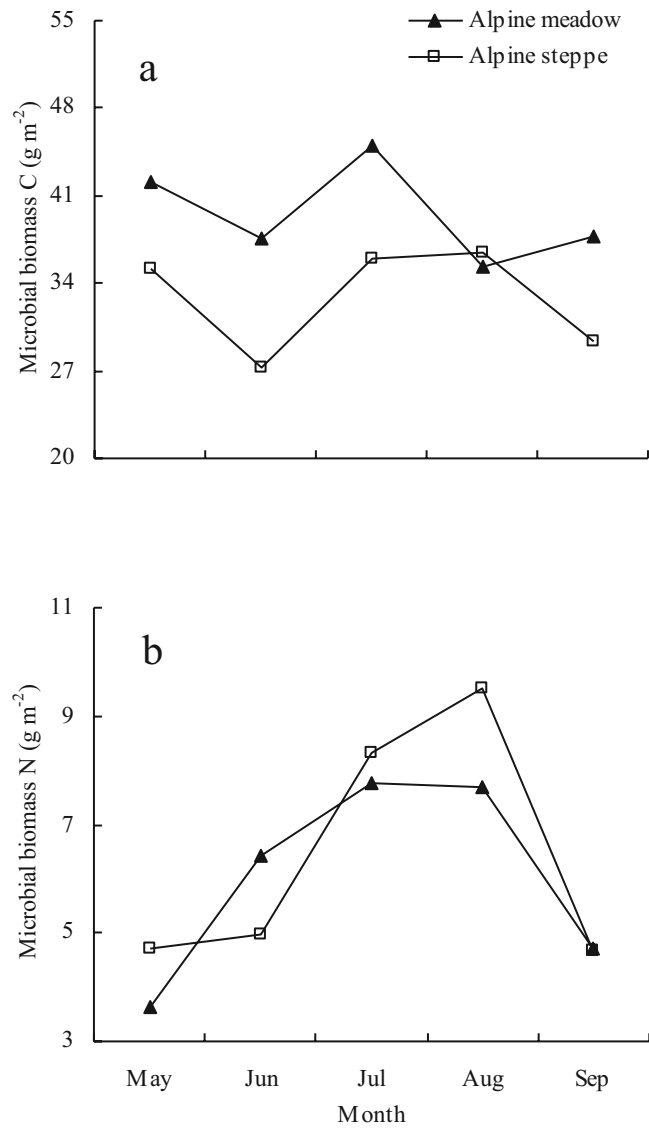 Alpine meadow
Alpine steppe
a
Microbial biomass C (g m⁻²)
55
48
41
34
27
20
b
Microbial biomass N (g m⁻²)
11
9
7
5
3
May Jun Jul Aug Sep
Month